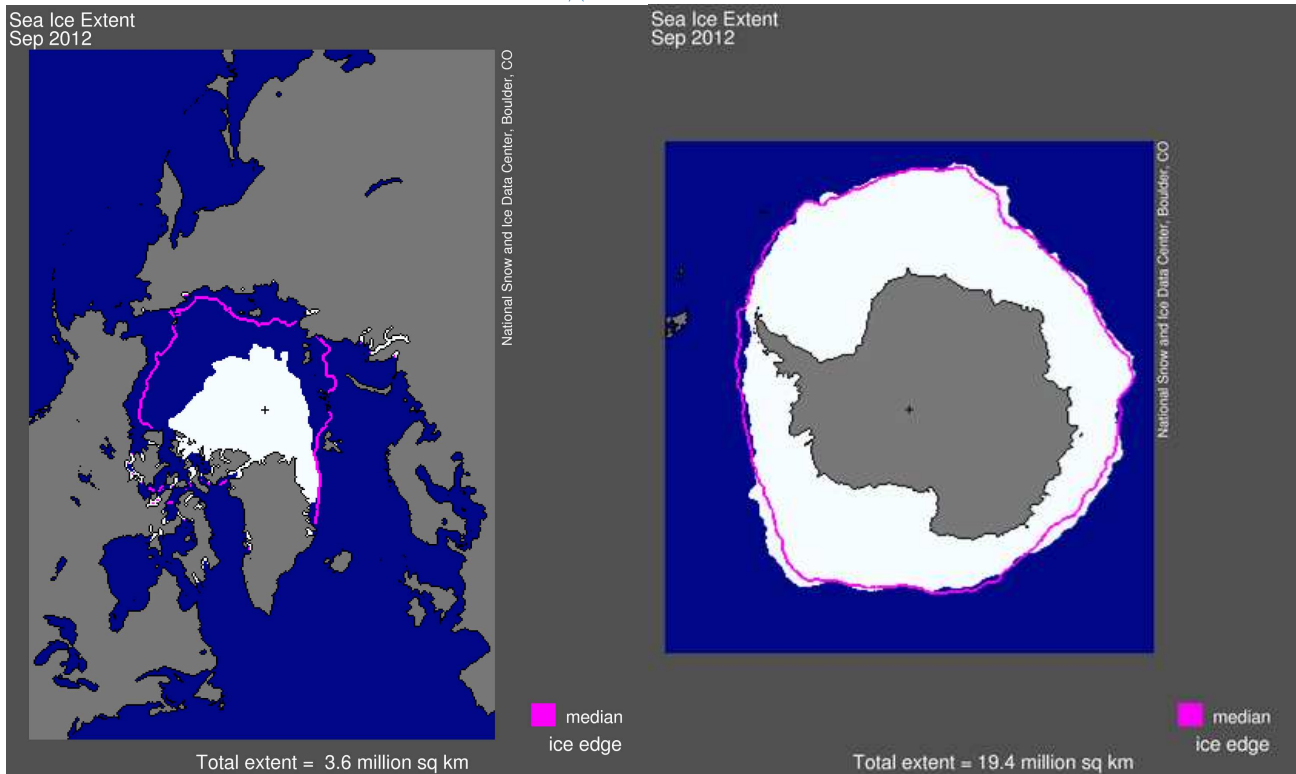 Sea Ice Extent
Sep 2012
National Snow and Ice Data Center, Boulder, CO
median
ice edge
Total extent = 3.6 million sq km
Sea Ice Extent
Sep 2012
National Snow and Ice Data Center, Boulder, CO
median
ice edge
Total extent = 19.4 million sq km